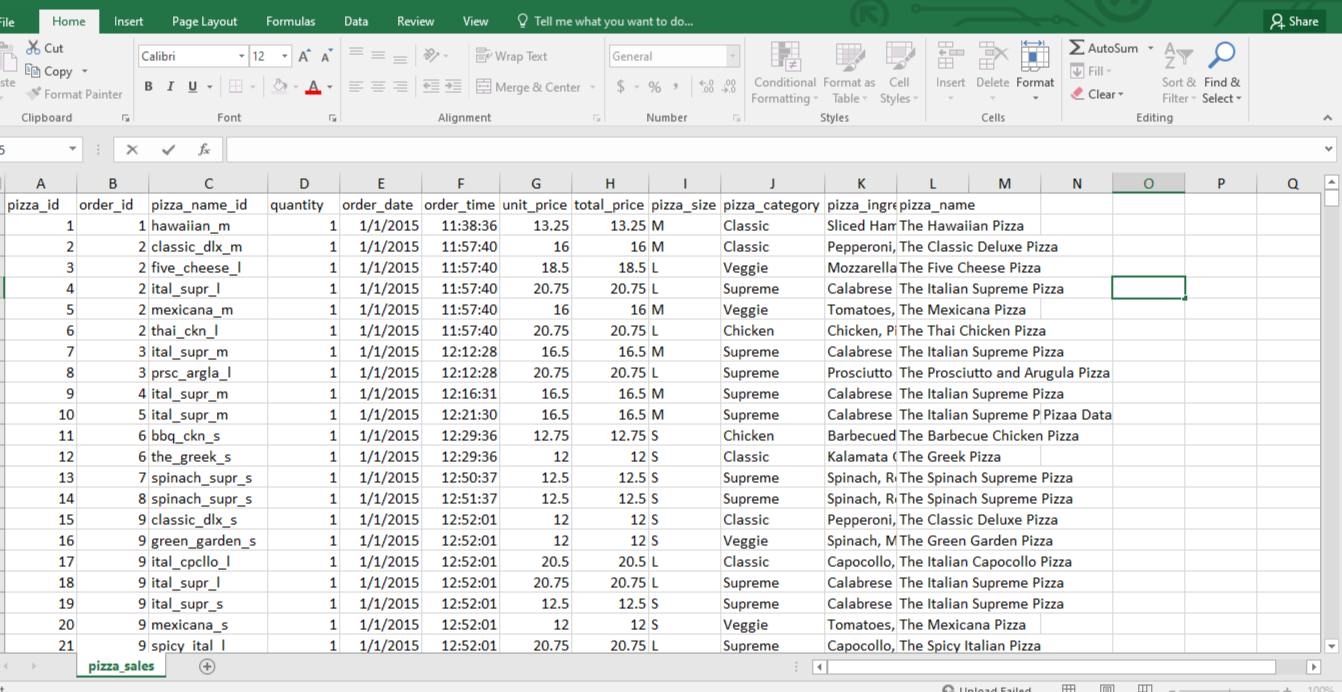 File Home Insert Page Layout Formulas Data Review View Tell me what you want to do... Share
Cut
Copy
Format Painter
Calibri 12
B I U
Wrap Text
Merge & Center
General
$ % ,
Conditional Formatting
Format as Table
Cell Styles
Insert Delete Format
AutoSum
Fill
Clear
Sort & Filter
Find & Select
Clipboard Font Alignment Number Styles Cells Editing
fx
A B C D E F G H I J K L M N O P Q
pizza_id order_id pizza_name_id quantity order_date order_time unit_price total_price pizza_size pizza_category pizza_ingre pizza_name
1 1 hawaiian_m 1 1/1/2015 11:38:36 13.25 13.25 M Classic Sliced Ham The Hawaiian Pizza
2 2 classic_dlx_m 1 1/1/2015 11:57:40 16 16 M Classic Pepperoni, The Classic Deluxe Pizza
3 2 five_cheese_l 1 1/1/2015 11:57:40 18.5 18.5 L Veggie Mozzarella The Five Cheese Pizza
4 2 ital_supr_l 1 1/1/2015 11:57:40 20.75 20.75 L Supreme Calabrese The Italian Supreme Pizza
5 2 mexicana_m 1 1/1/2015 11:57:40 16 16 M Veggie Tomatoes, The Mexicana Pizza
6 2 thai_ckn_l 1 1/1/2015 11:57:40 20.75 20.75 L Chicken Chicken, Pi The Thai Chicken Pizza
7 3 ital_supr_m 1 1/1/2015 12:12:28 16.5 16.5 M Supreme Calabrese The Italian Supreme Pizza
8 3 prsc_argla_l 1 1/1/2015 12:12:28 20.75 20.75 L Supreme Prosciutto The Prosciutto and Arugula Pizza
9 4 ital_supr_m 1 1/1/2015 12:16:31 16.5 16.5 M Supreme Calabrese The Italian Supreme Pizza
10 5 ital_supr_m 1 1/1/2015 12:21:30 16.5 16.5 M Supreme Calabrese The Italian Supreme P Pizaa Data
11 6 bbq_ckn_s 1 1/1/2015 12:29:36 12.75 12.75 S Chicken Barbecued The Barbecue Chicken Pizza
12 6 the_greek_s 1 1/1/2015 12:29:36 12 12 S Classic Kalamata The Greek Pizza
13 7 spinach_supr_s 1 1/1/2015 12:50:37 12.5 12.5 S Supreme Spinach, The Spinach Supreme Pizza
14 8 spinach_supr_s 1 1/1/2015 12:51:37 12.5 12.5 S Supreme Spinach, The Spinach Supreme Pizza
15 9 classic_dlx_s 1 1/1/2015 12:52:01 12 12 S Classic Pepperoni, The Classic Deluxe Pizza
16 9 green_garden_s 1 1/1/2015 12:52:01 12 12 S Veggie Spinach, M The Green Garden Pizza
17 9 ital_cpcllo_l 1 1/1/2015 12:52:01 20.5 20.5 L Classic Capocollo, The Italian Capocollo Pizza
18 9 ital_supr_l 1 1/1/2015 12:52:01 20.75 20.75 L Supreme Calabrese The Italian Supreme Pizza
19 9 ital_supr_s 1 1/1/2015 12:52:01 12.5 12.5 S Supreme Calabrese The Italian Supreme Pizza
20 9 mexicana_s 1 1/1/2015 12:52:01 12 12 S Veggie Tomatoes, The Mexicana Pizza
21 9 spicy_ital_l 1 1/1/2015 12:52:01 20.75 20.75 L Supreme Capocollo, The Spicy Italian Pizza
pizza_sales
Upload Failed 100%